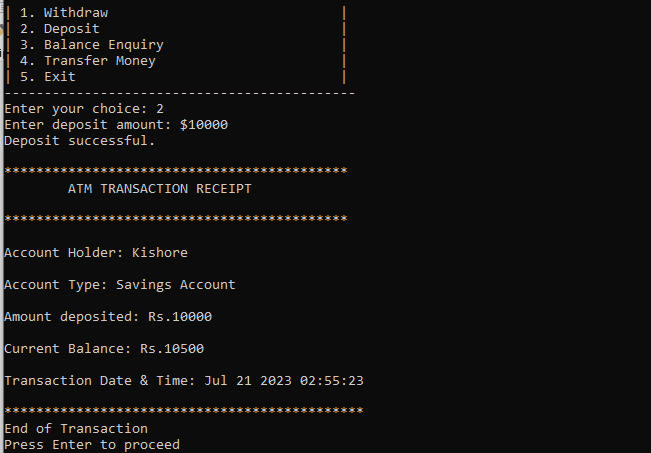 | 1. Withdraw |
| 2. Deposit |
| 3. Balance Enquiry |
| 4. Transfer Money |
| 5. Exit |
--------------------------------------------
Enter your choice: 2
Enter deposit amount: $10000
Deposit successful.
*******************************************
ATM TRANSACTION RECEIPT
*******************************************
Account Holder: Kishore
Account Type: Savings Account
Amount deposited: Rs.10000
Current Balance: Rs.10500
Transaction Date & Time: Jul 21 2023 02:55:23
*********************************************
End of Transaction
Press Enter to proceed